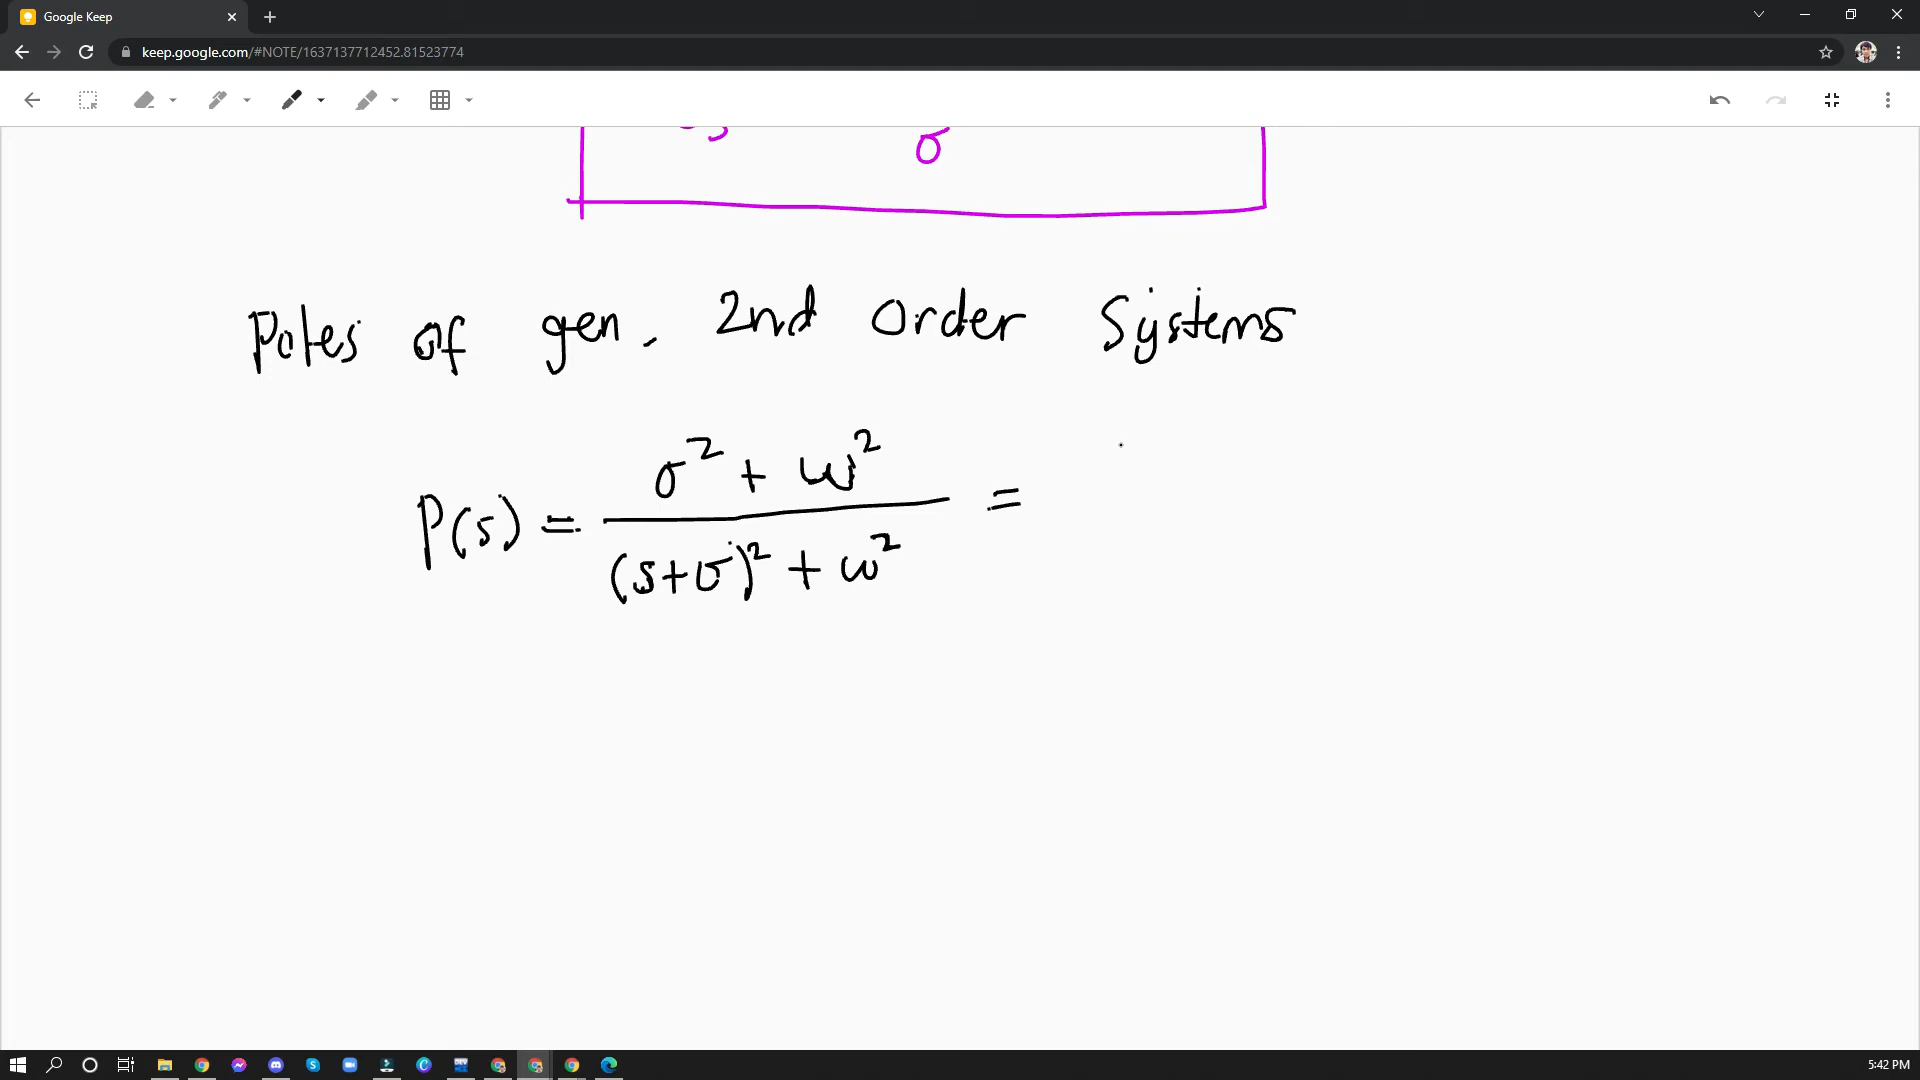 Google Keep
keep.google.com/#NOTE/1637137712452.81523774
σ
Poles of gen. 2nd Order Systems
P(s) = (σ² + ω²) / ((s+σ)² + ω²) =
5:42 PM